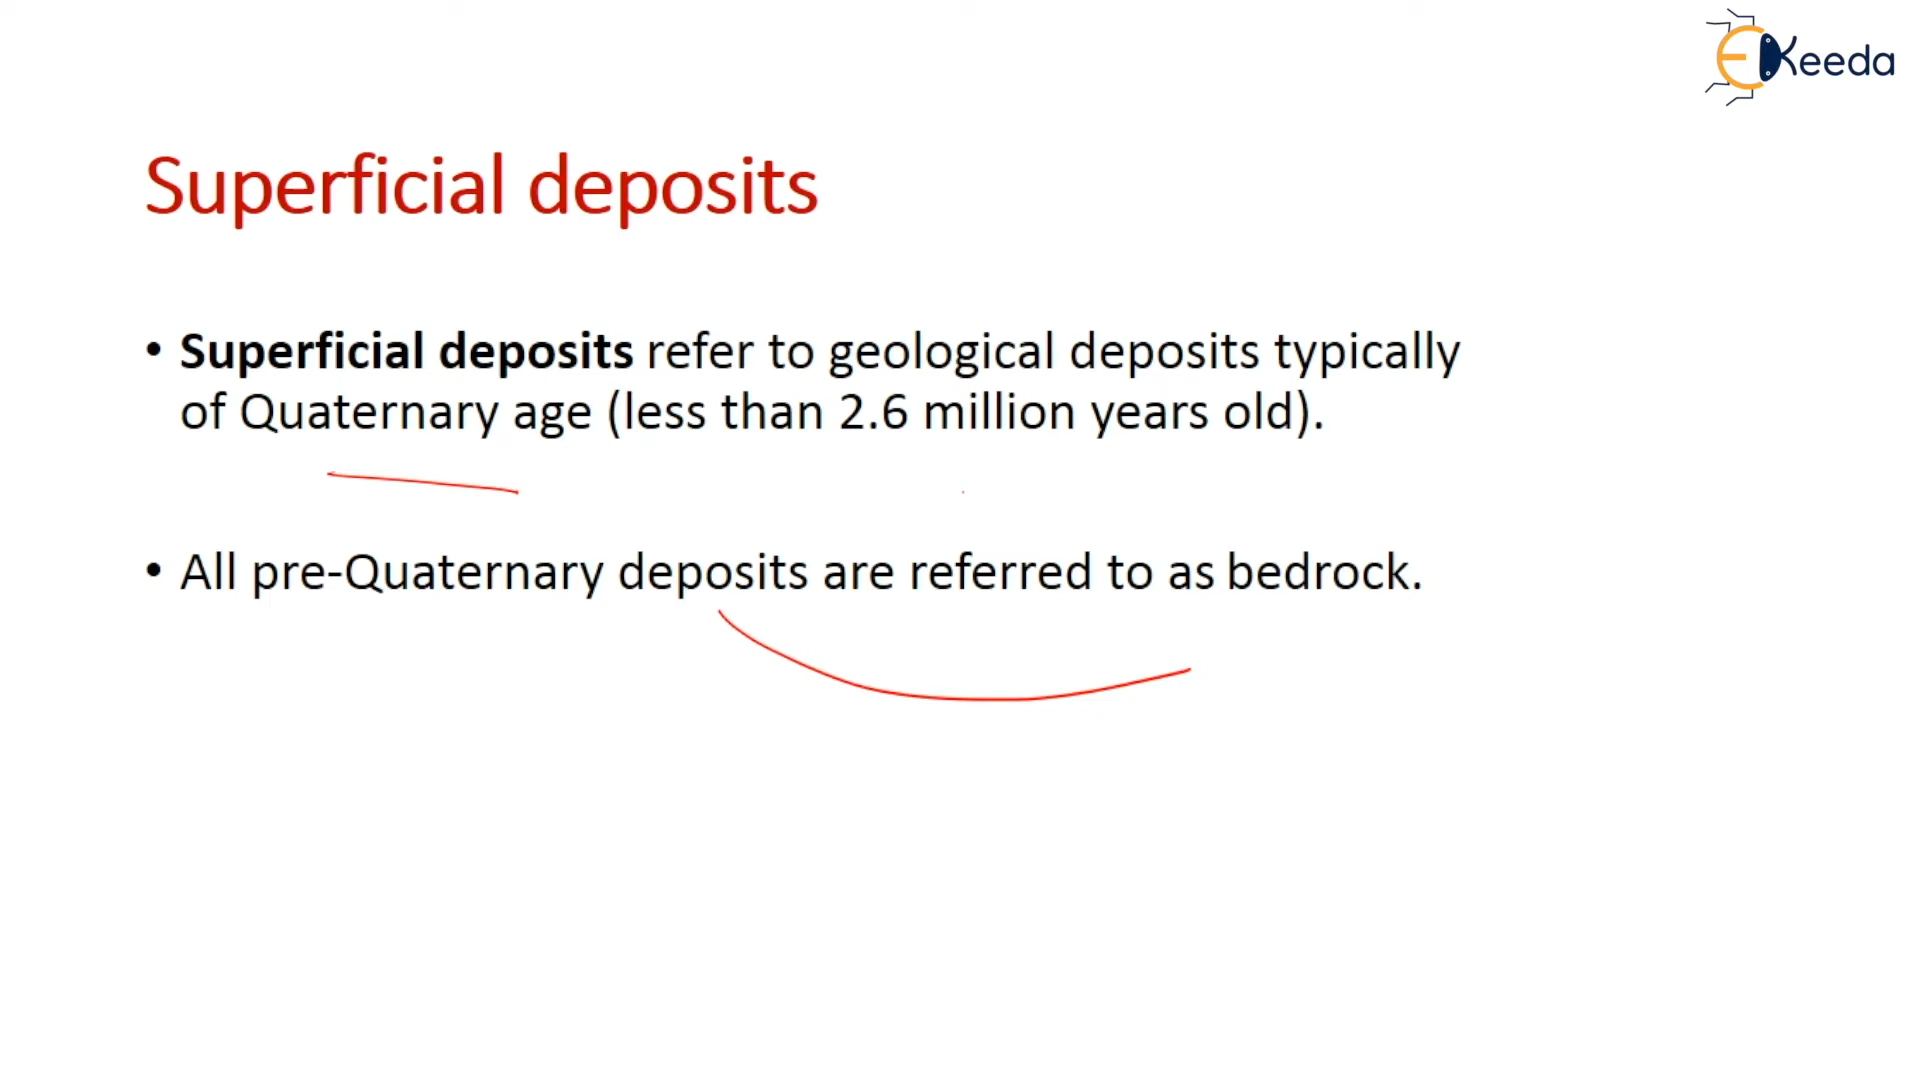 EKeeda
Superficial deposits
• Superficial deposits refer to geological deposits typically
of Quaternary age (less than 2.6 million years old).
• All pre-Quaternary deposits are referred to as bedrock.